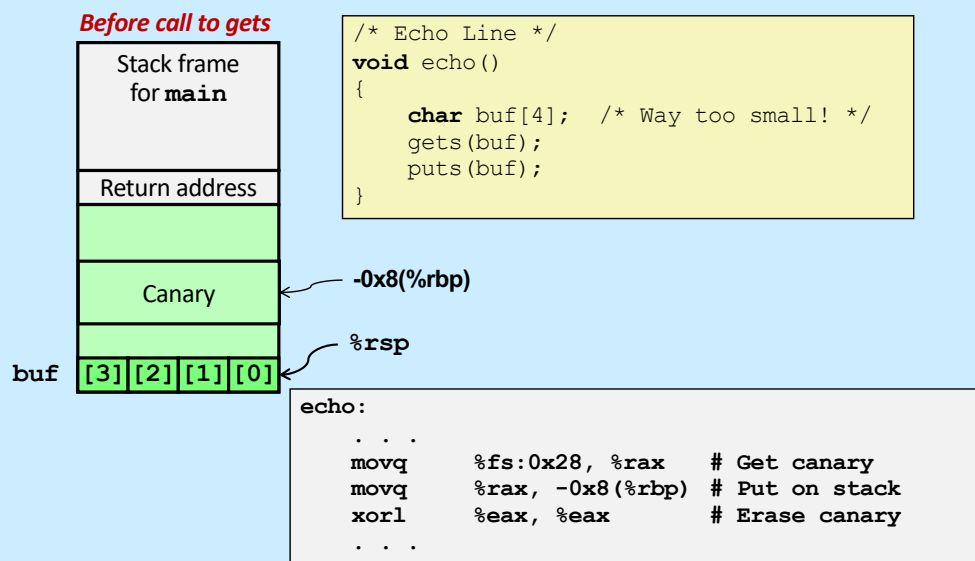 Before call to gets
Stack frame
for main
Return address
Canary
-0x8(%rbp)
%rsp
buf [3] [2] [1] [0]
/* Echo Line */
void echo()
{
    char buf[4];  /* Way too small! */
    gets(buf);
    puts(buf);
}
echo:
    . . .
    movq    %fs:0x28, %rax  # Get canary
    movq    %rax, -0x8(%rbp) # Put on stack
    xorl    %eax, %eax      # Erase canary
    . . .